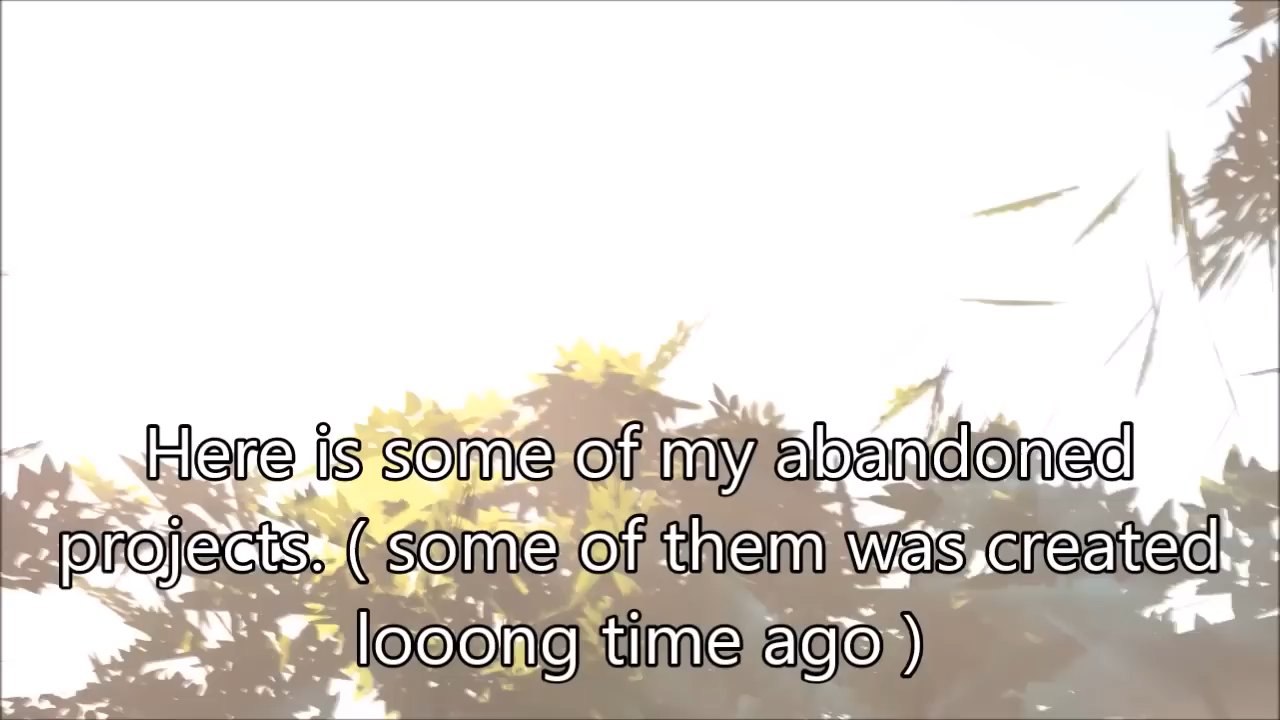 Here is some of my abandoned
projects. ( some of them was created
looong time ago )